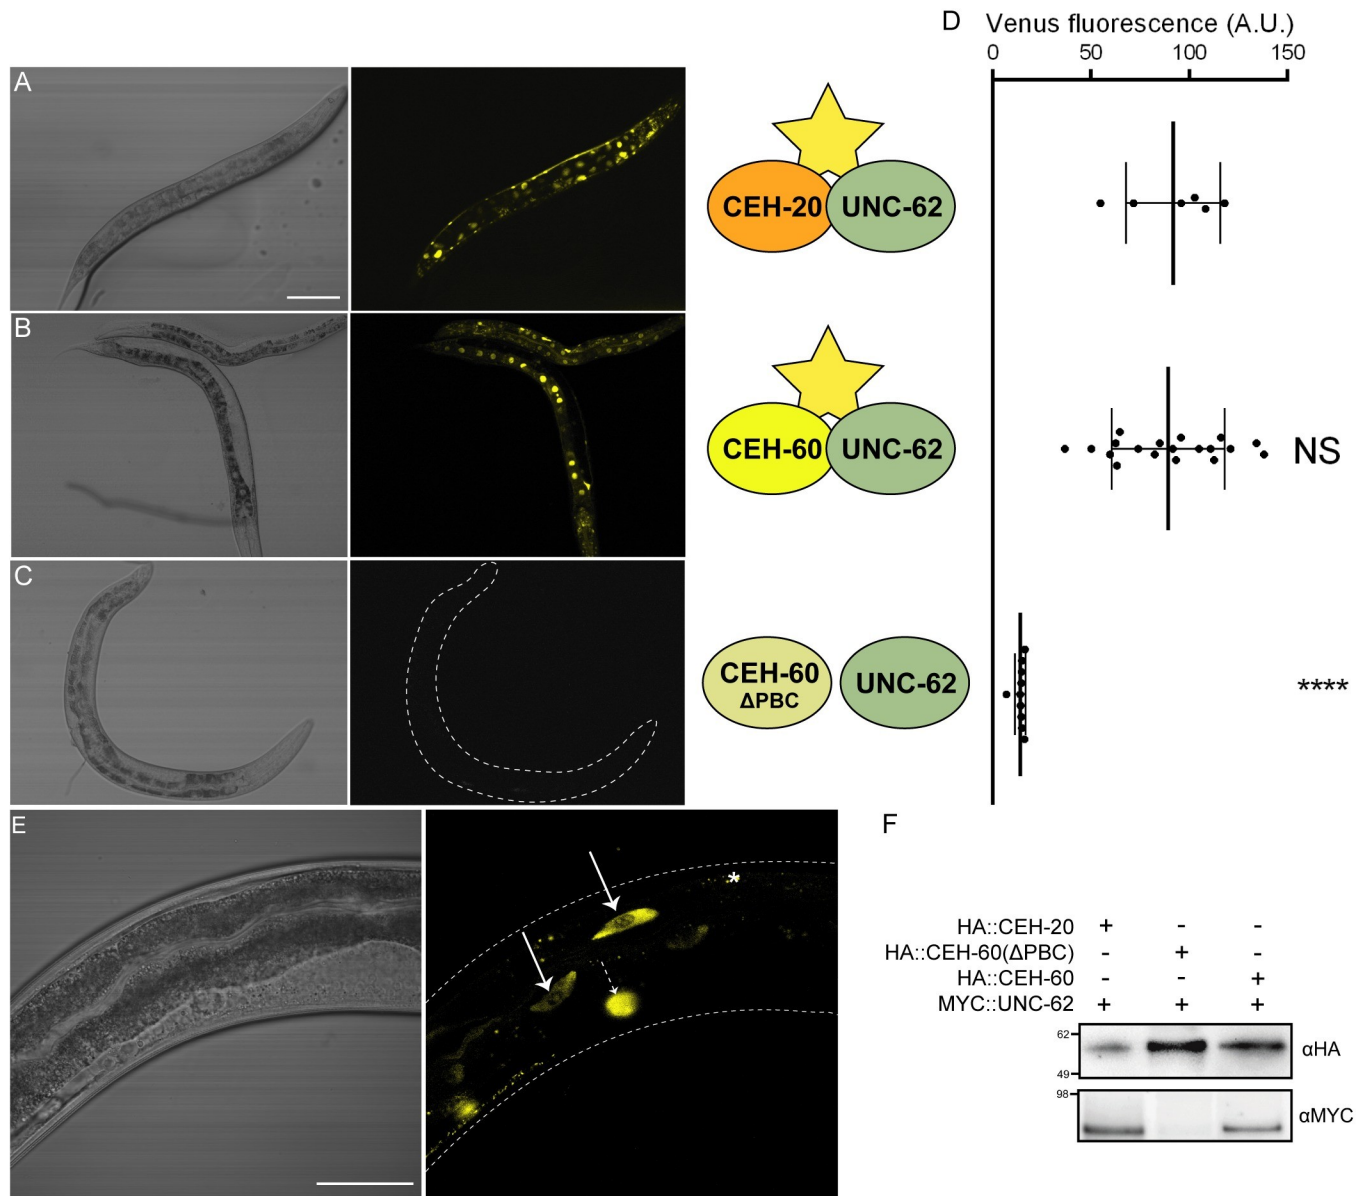 D Venus fluorescence (A.U.)
0 50 100 150
A
CEH-20 UNC-62
B
CEH-60 UNC-62
NS
C
CEH-60
ΔPBC
UNC-62
****
E
*
F
HA::CEH-20 + - -
HA::CEH-60(ΔPBC) - + -
HA::CEH-60 - - +
MYC::UNC-62 + + +
62
αHA
49
98
αMYC